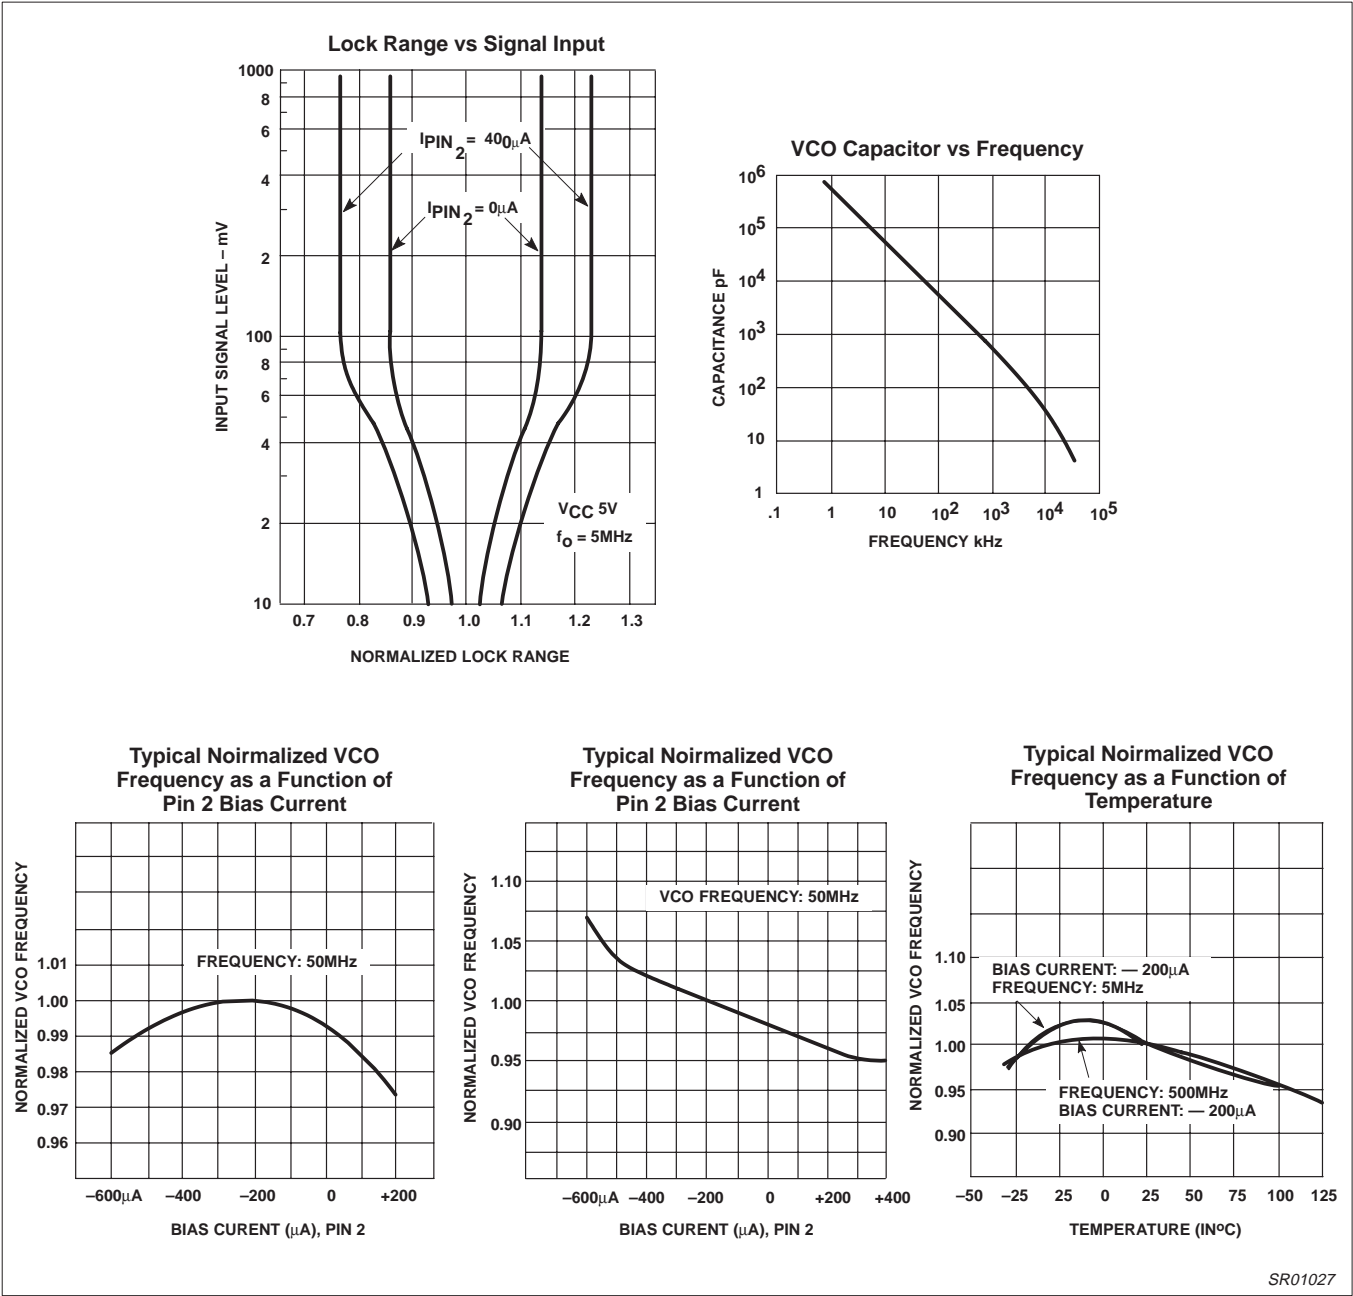 Lock Range vs Signal Input
1000
8
6
4
2
100
8
6
4
2
10
INPUT SIGNAL LEVEL – mV
IPIN2 = 400µA
IPIN2 = 0µA
VCC 5V
fo = 5MHz
0.7 0.8 0.9 1.0 1.1 1.2 1.3
NORMALIZED LOCK RANGE
VCO Capacitor vs Frequency
10^6
10^5
10^4
10^3
10^2
10
1
CAPACITANCE pF
.1 1 10 10^2 10^3 10^4 10^5
FREQUENCY kHz
Typical Noirmalized VCO
Frequency as a Function of
Pin 2 Bias Current
NORMALIZED VCO FREQUENCY
1.01
1.00
0.99
0.98
0.97
0.96
FREQUENCY: 50MHz
–600µA –400 –200 0 +200
BIAS CURENT (µA), PIN 2
Typical Noirmalized VCO
Frequency as a Function of
Pin 2 Bias Current
NORMALIZED VCO FREQUENCY
1.10
1.05
1.00
0.95
0.90
VCO FREQUENCY: 50MHz
–600µA –400 –200 0 +200 +400
BIAS CURENT (µA), PIN 2
Typical Noirmalized VCO
Frequency as a Function of
Temperature
NORMALIZED VCO FREQUENCY
1.10
1.05
1.00
0.95
0.90
BIAS CURRENT: — 200µA
FREQUENCY: 5MHz
FREQUENCY: 500MHz
BIAS CURRENT: — 200µA
–50 –25 25 0 25 50 75 100 125
TEMPERATURE (INºC)
SR01027